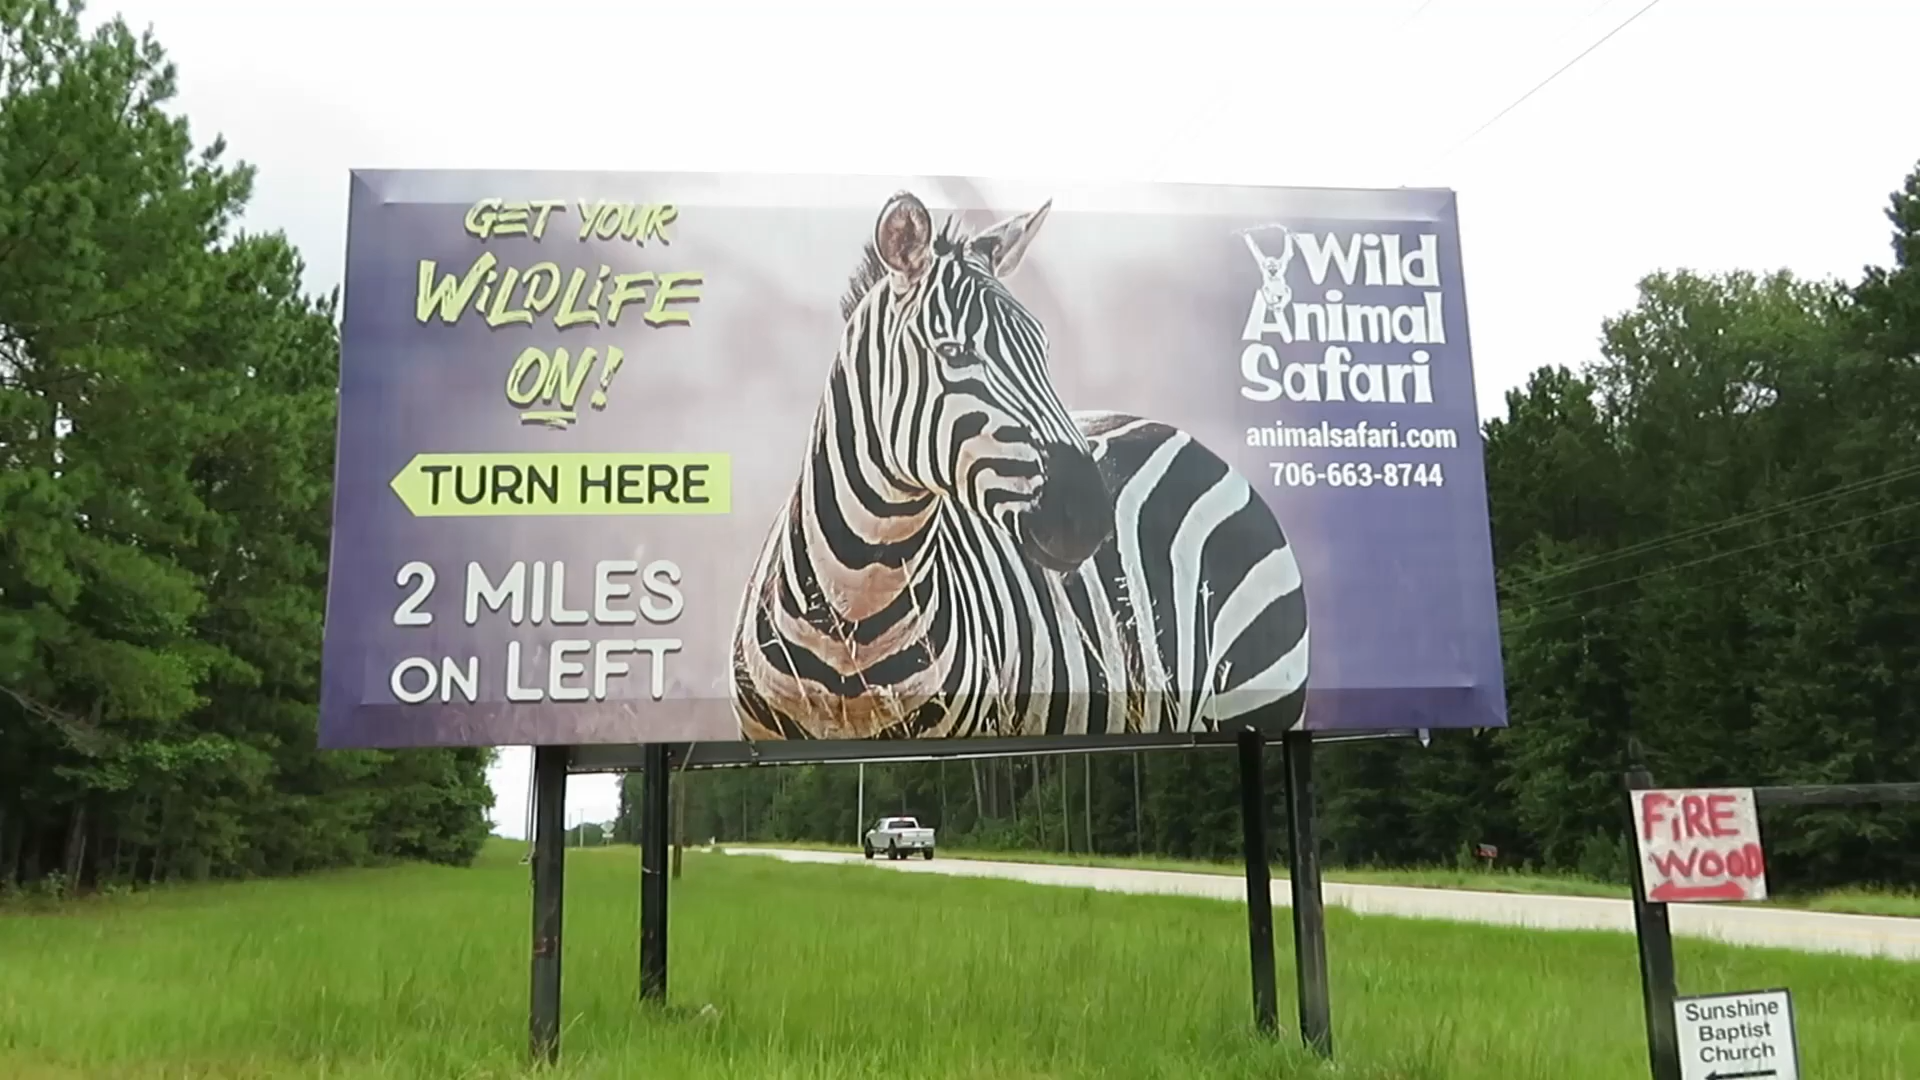 GET YOUR
WiLDLiFE
ON!
TURN HERE
2 MILES
ON LEFT
Wild
Animal
Safari
animalsafari.com
706-663-8744
FiRE
WOOD
Sunshine
Baptist
Church